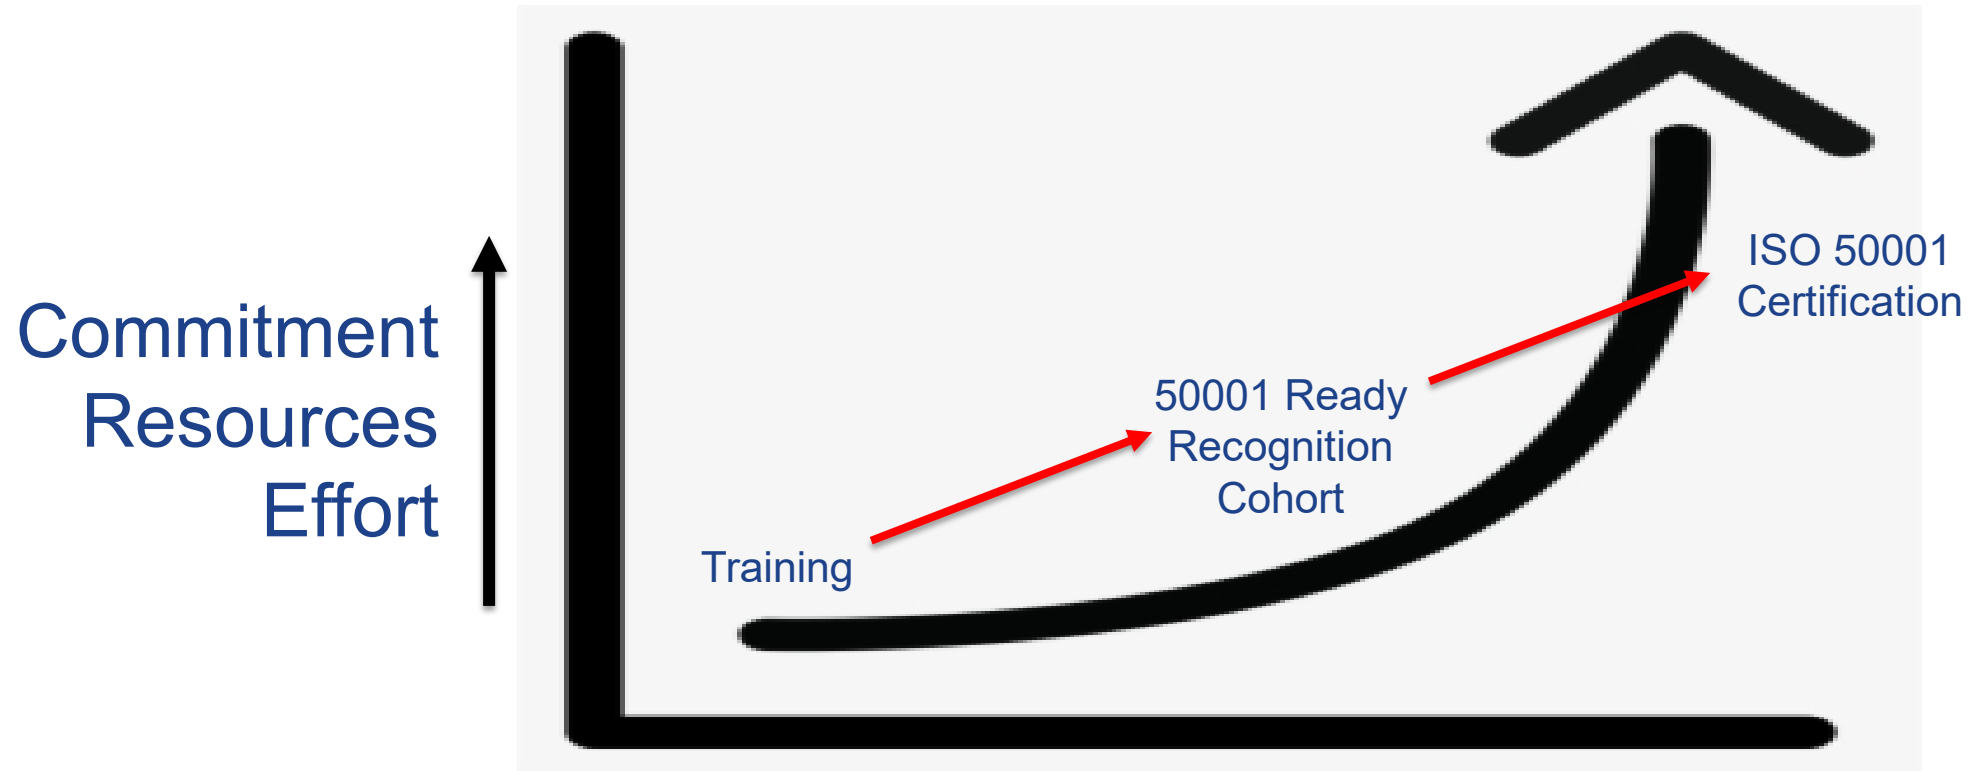 Commitment
Resources
Effort
Training
50001 Ready
Recognition
Cohort
ISO 50001
Certification